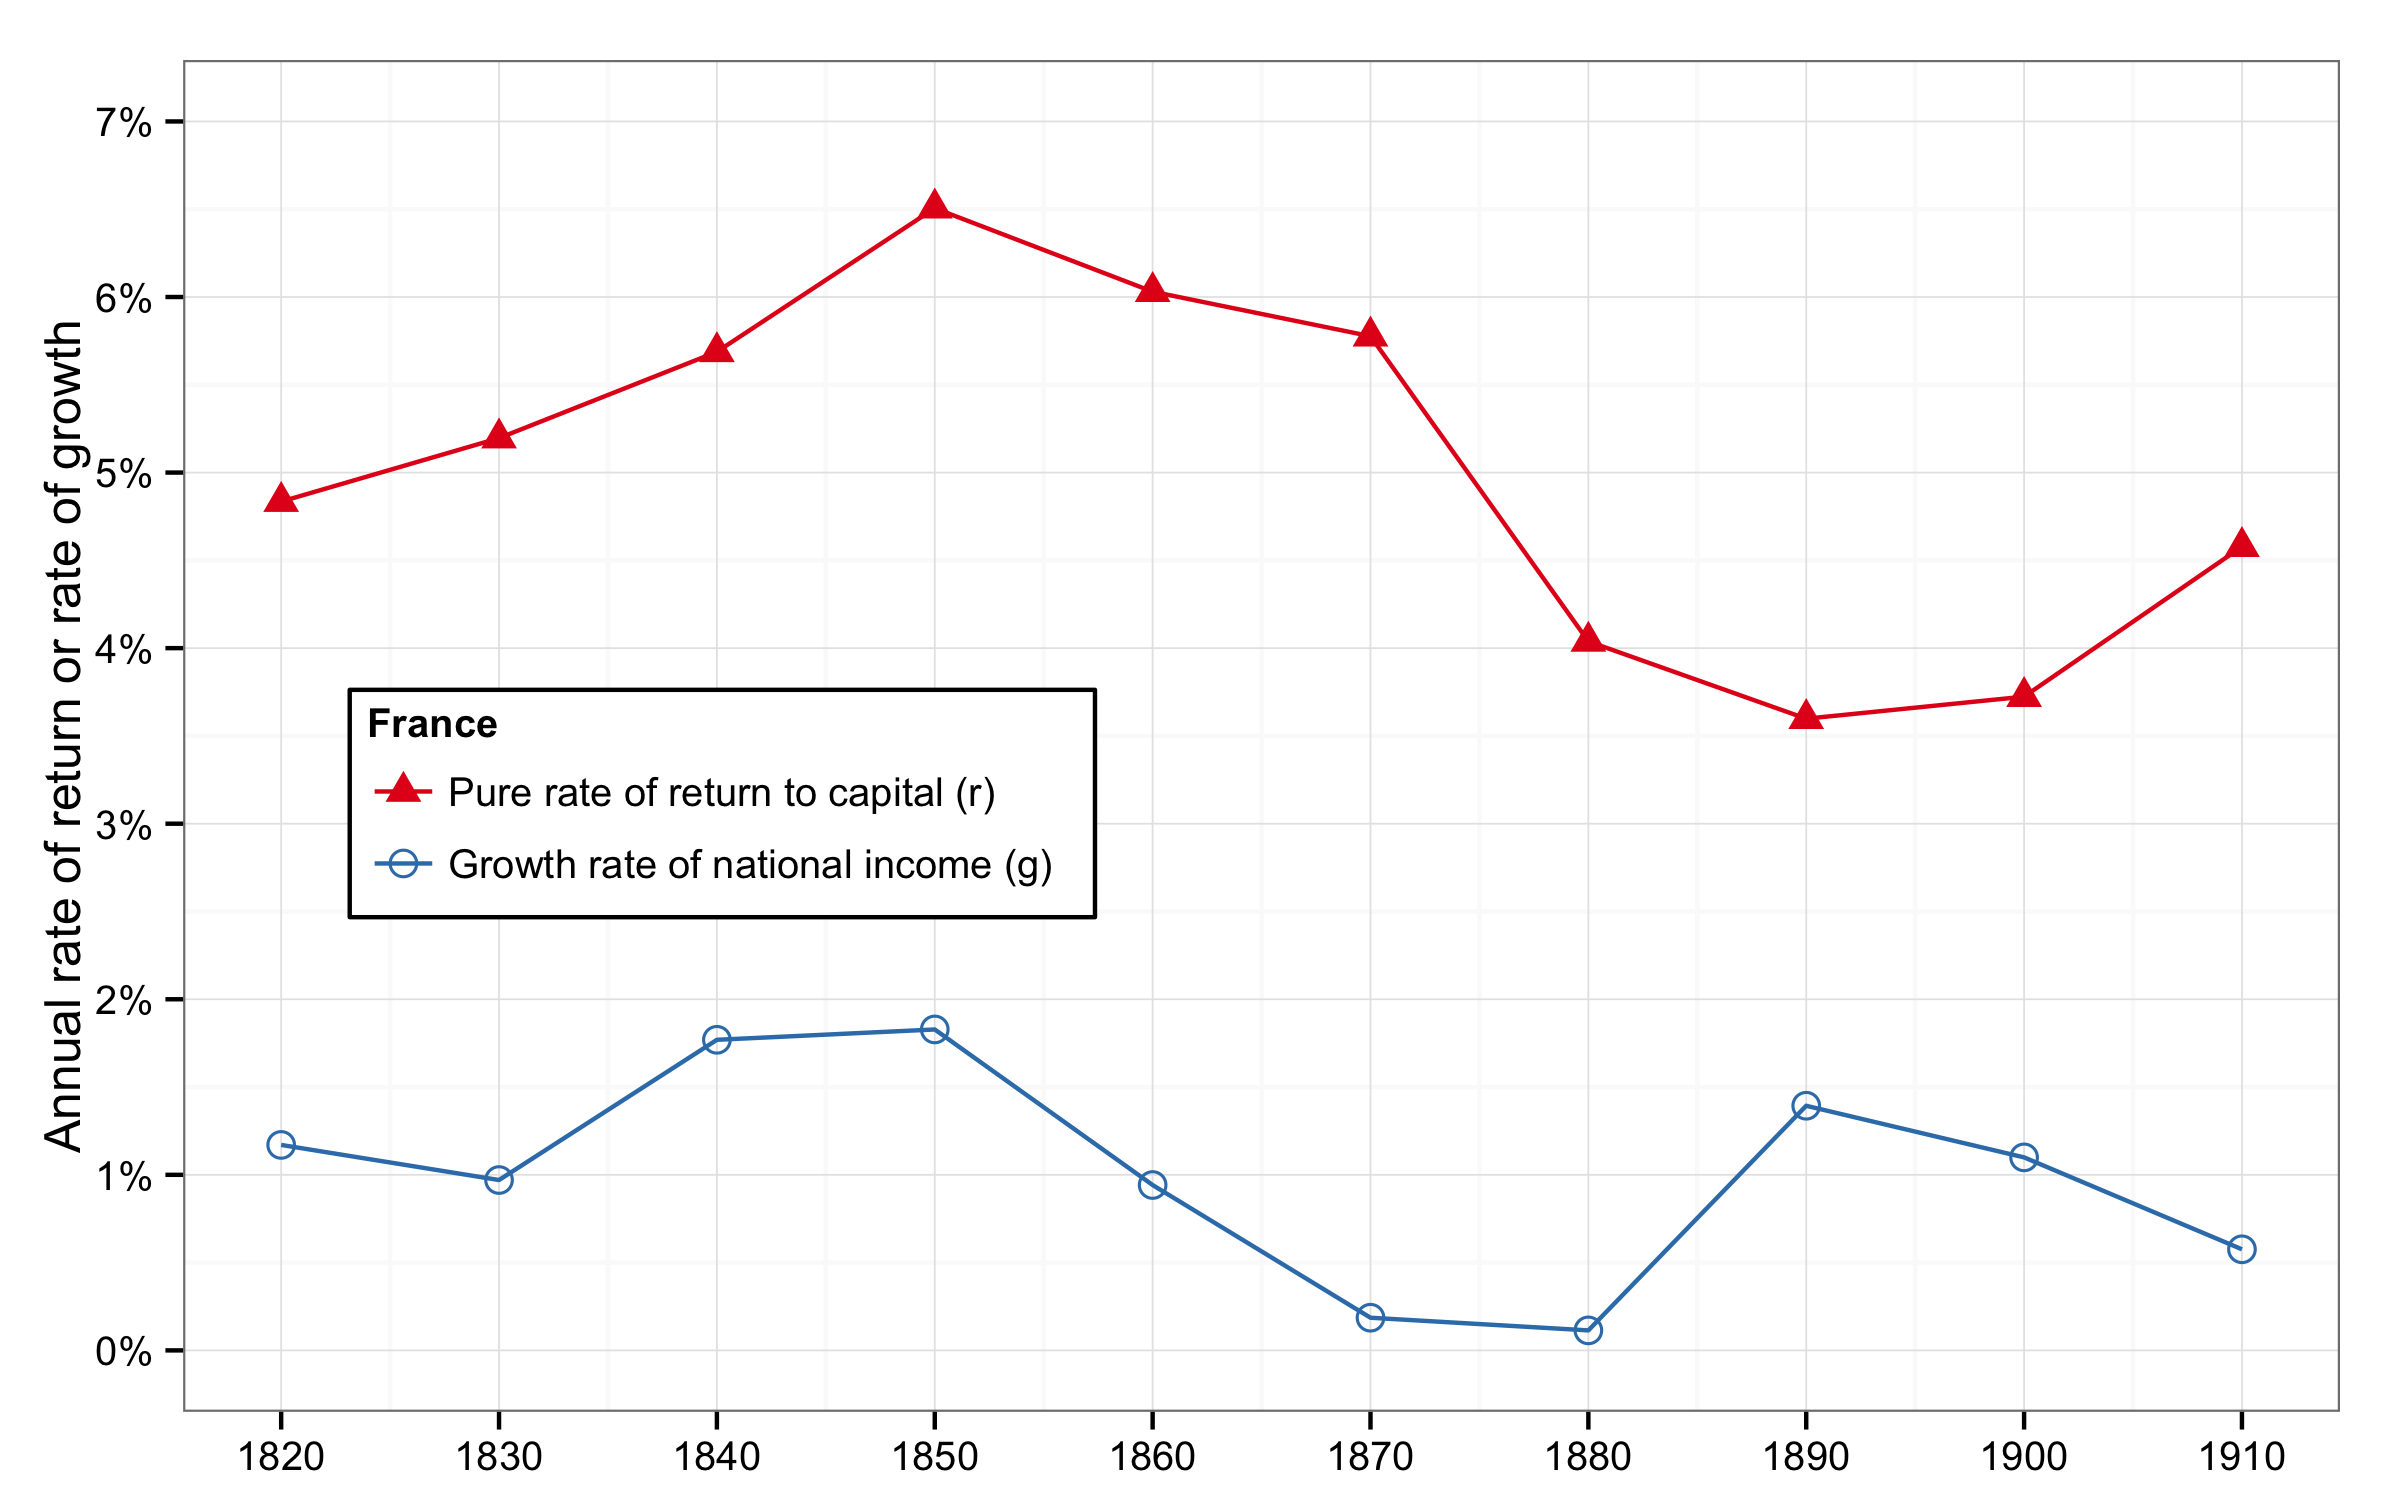 Annual rate of return or rate of growth
7%
6%
5%
4%
3%
2%
1%
0%
France
Pure rate of return to capital (r)
Growth rate of national income (g)
1820 1830 1840 1850 1860 1870 1880 1890 1900 1910